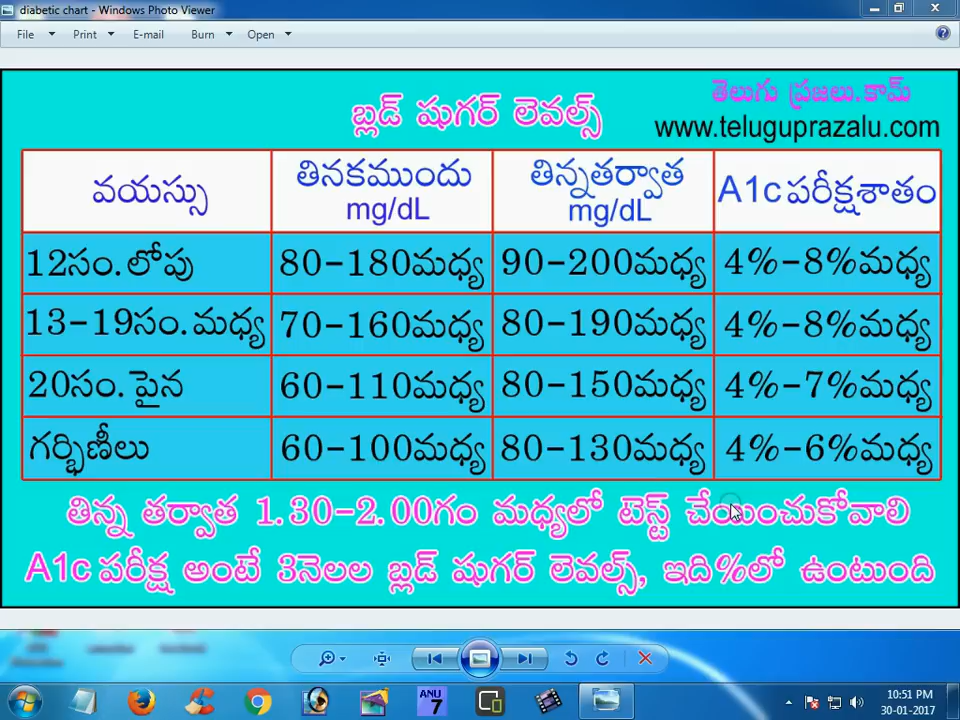 diabetic chart - Windows Photo Viewer
File Print E-mail Burn Open
తెలుగు ప్రజలు.కామ్
బ్లడ్ షుగర్ లెవల్స్
www.teluguprazalu.com
వయస్సు తినకముందు mg/dL తిన్నతర్వాత mg/dL A1c పరీక్షశాతం
12సం.లోపు 80-180మధ్య 90-200మధ్య 4%-8%మధ్య
13-19సం.మధ్య 70-160మధ్య 80-190మధ్య 4%-8%మధ్య
20సం.పైన 60-110మధ్య 80-150మధ్య 4%-7%మధ్య
గర్భిణీలు 60-100మధ్య 80-130మధ్య 4%-6%మధ్య
తిన్న తర్వాత 1.30-2.00గం మధ్యలో టెస్ట్ చేయించుకోవాలి
A1c పరీక్ష అంటే 3నెలల బ్లడ్ షుగర్ లెవల్స్, ఇది%లో ఉంటుంది
ANU 7
10:51 PM
30-01-2017